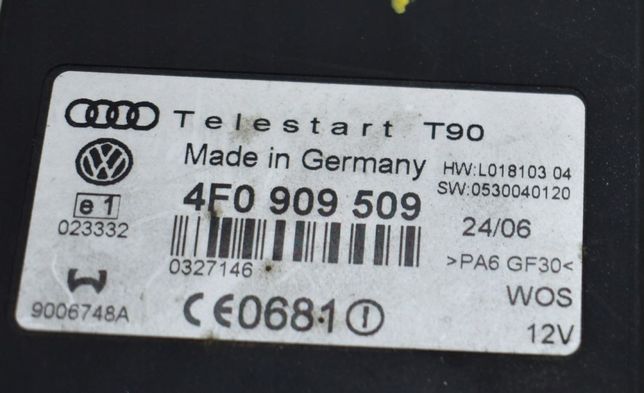 Telestart T90
Made in Germany
HW:L018103 04
SW:0530040120
e 1
4F0 909 509
023332
24/06
0327146
>PA6 GF30<
9006748A
CE0681
WOS
12V